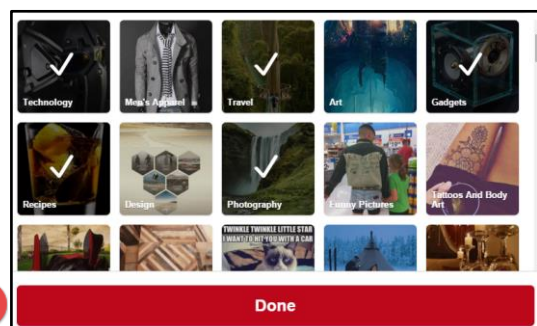 Technology
Men's Apparel
Travel
Art
Gadgets
Recipes
Design
Photography
Funny Pictures
Tattoos And Body
Art
TWINKLE TWINKLE LITTLE STAR
I WANT TO HIT YOU WITH A CAR
Done